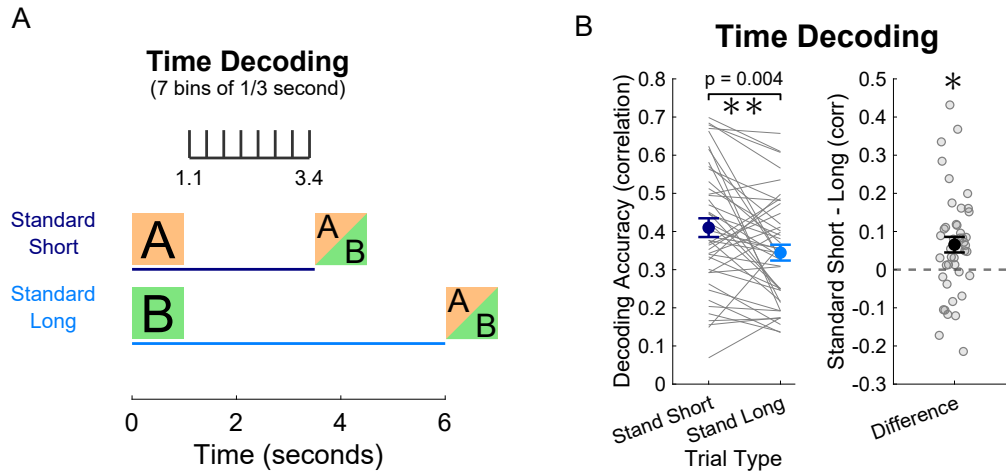 A
Time Decoding
(7 bins of 1/3 second)
1.1 3.4
Standard
Short
A
A
B
Standard
Long
B
A
B
0 2 4 6
Time (seconds)
B
Time Decoding
Decoding Accuracy (correlation)
0.8
0.7
0.6
0.5
0.4
0.3
0.2
0.1
0
p = 0.004
**
Stand Short
Stand Long
Trial Type
Standard Short - Long (corr)
0.5
0.4
0.3
0.2
0.1
0
-0.1
-0.2
-0.3
*
Difference